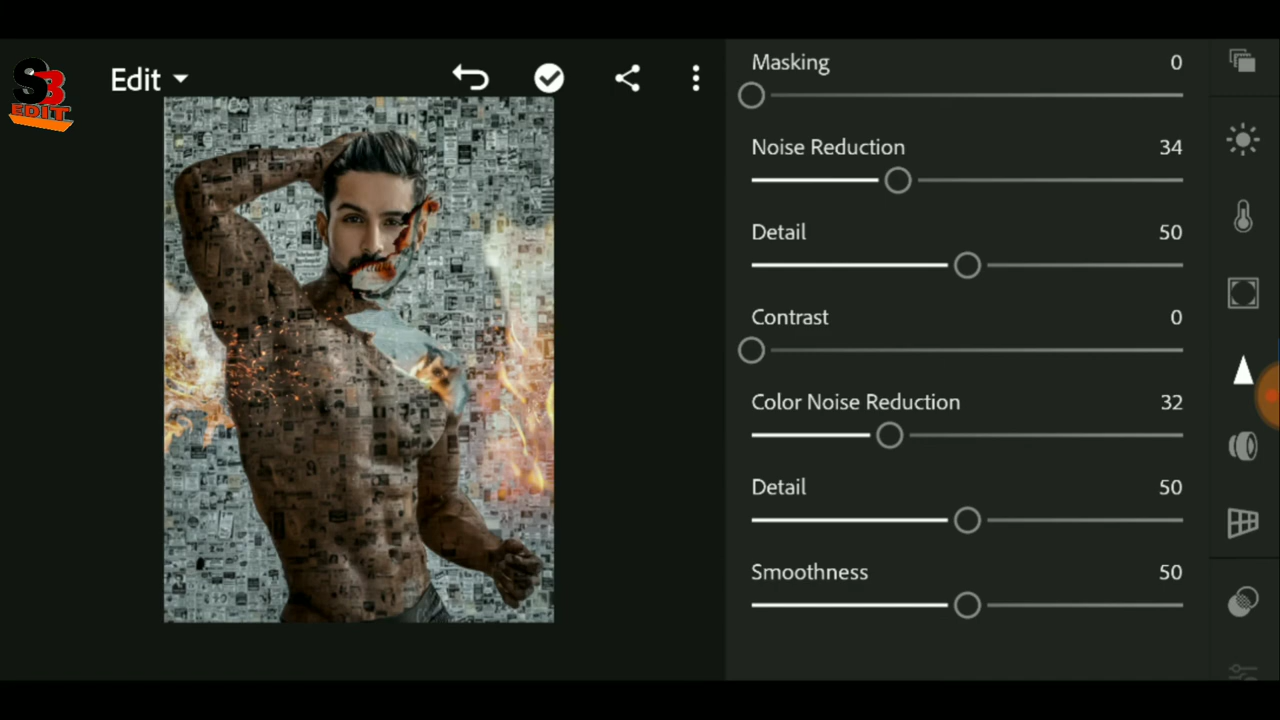 S3
EDIT
Edit
Masking 0
Noise Reduction 34
Detail 50
Contrast 0
Color Noise Reduction 32
Detail 50
Smoothness 50